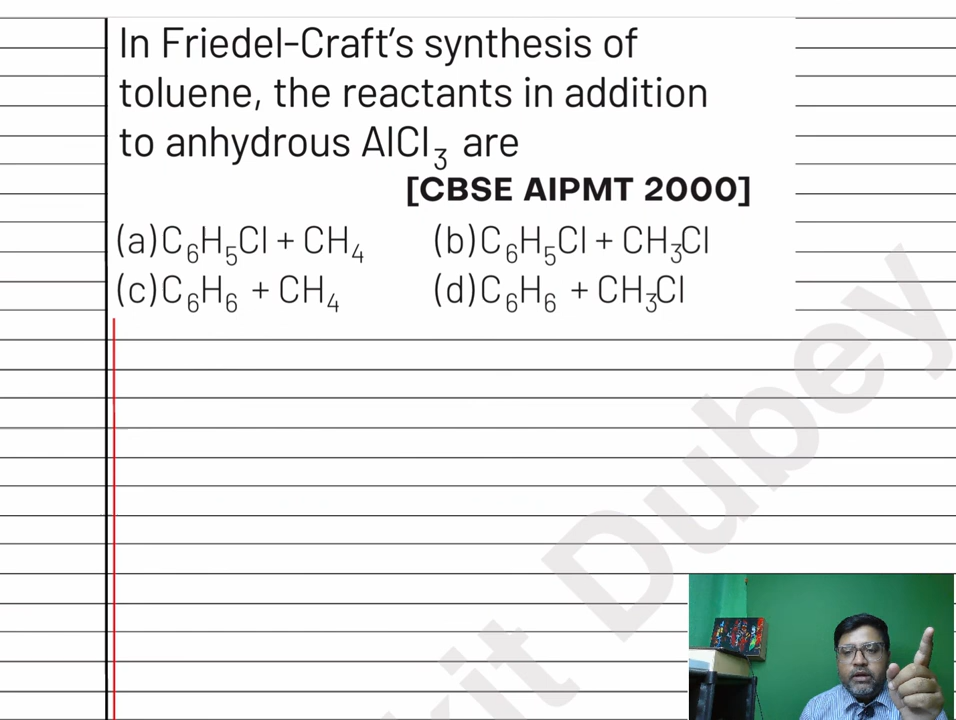 In Friedel-Craft's synthesis of
toluene, the reactants in addition
to anhydrous AlCl₃ are
[CBSE AIPMT 2000]
(a) C₆H₅Cl + CH₄ (b) C₆H₅Cl + CH₃Cl
(c) C₆H₆ + CH₄ (d) C₆H₆ + CH₃Cl
kit Dubey